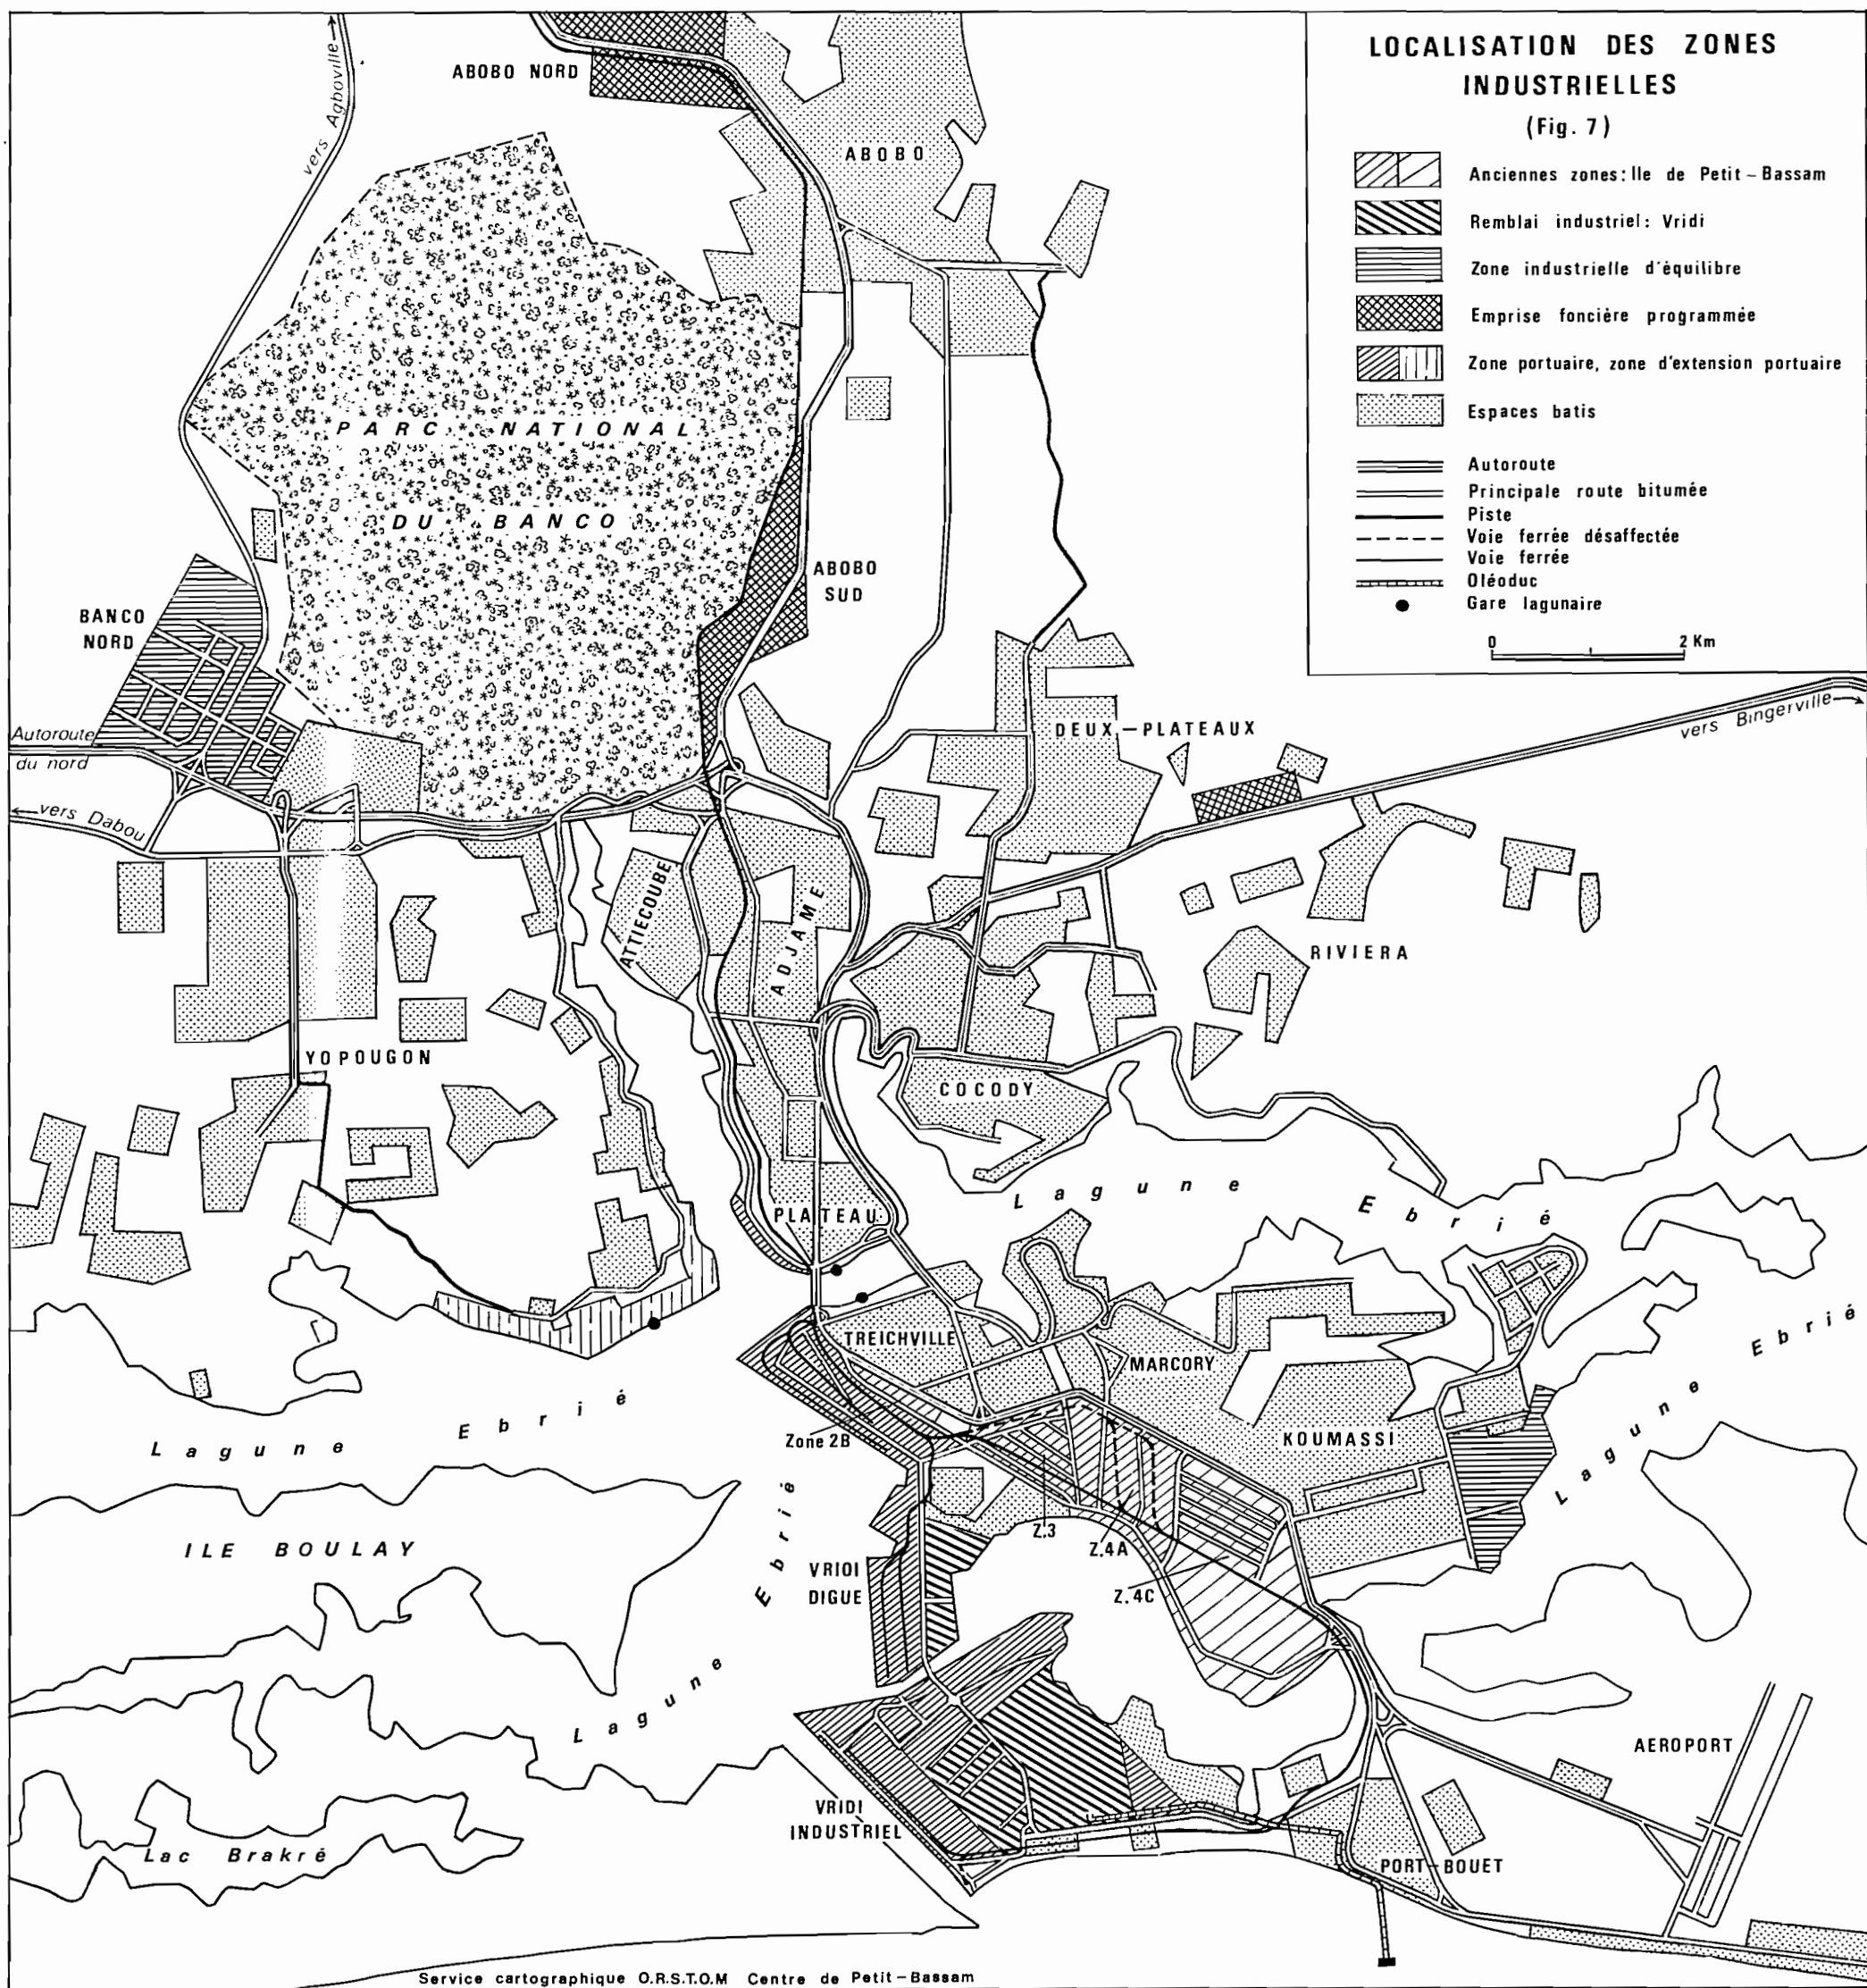 LOCALISATION DES ZONES
INDUSTRIELLES
(Fig. 7)
Anciennes zones: Ile de Petit-Bassam
Remblai industriel: Vridi
Zone industrielle d'équilibre
Emprise foncière programmée
Zone portuaire, zone d'extension portuaire
Espaces batis
Autoroute
Principale route bitumée
Piste
Voie ferrée désaffectée
Voie ferrée
Oléoduc
Gare lagunaire
0 2 Km
vers Agboville
ABOBO NORD
ABOBO
PARC NATIONAL
DU BANCO
ABOBO
SUD
BANCO
NORD
Autoroute
du nord
vers Dabou
DEUX-PLATEAUX
vers Bingerville
ATTIECOUBE
ADJAME
RIVIERA
YOPOUGON
COCODY
Lagune Ebrié
PLATEAU
TREICHVILLE
MARCORY
KOUMASSI
Zone 2B
Lagune Ebrié
Lagune Ebrié
Z.3
Z.4A
Z.4C
ILE BOULAY
VRIDI
DIGUE
Lagune Ebrié
AEROPORT
VRIDI
INDUSTRIEL
Lac Brakré
PORT-BOUET
Service cartographique O.R.S.T.O.M Centre de Petit-Bassam